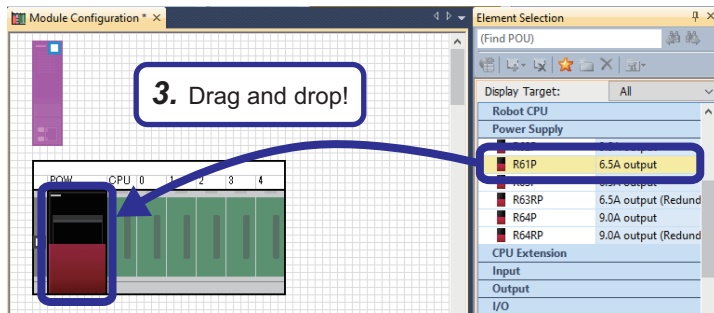 Module Configuration *
Element Selection
(Find POU)
3. Drag and drop!
Display Target: All
Robot CPU
Power Supply
R61P 6.5A output
R63RP 6.5A output (Redund
R64P 9.0A output
R64RP 9.0A output (Redund
CPU Extension
Input
Output
I/O
POW CPU 0 1 2 3 4